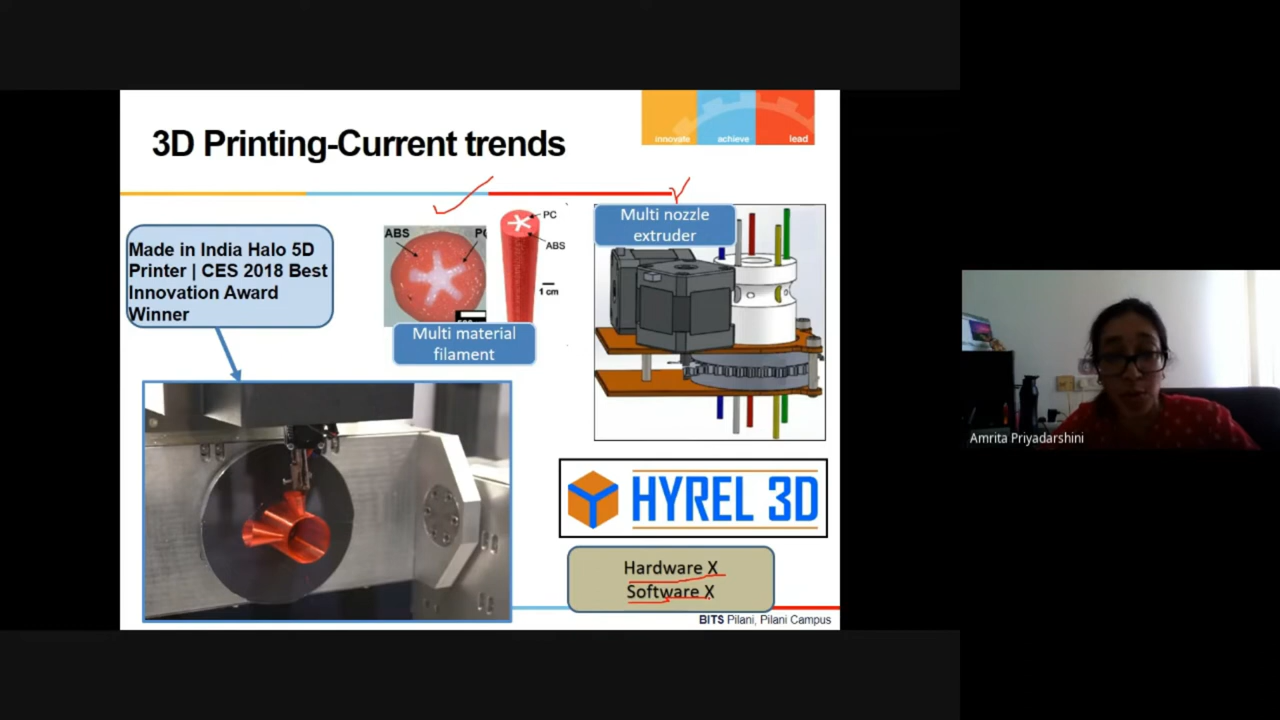 3D Printing-Current trends
innovate
achieve
lead
Made in India Halo 5D
Printer | CES 2018 Best
Innovation Award
Winner
ABS
PC
PC
ABS
1 cm
Multi material
filament
Multi nozzle
extruder
HYREL 3D
Hardware X
Software X
BITS Pilani, Pilani Campus
Amrita Priyadarshini